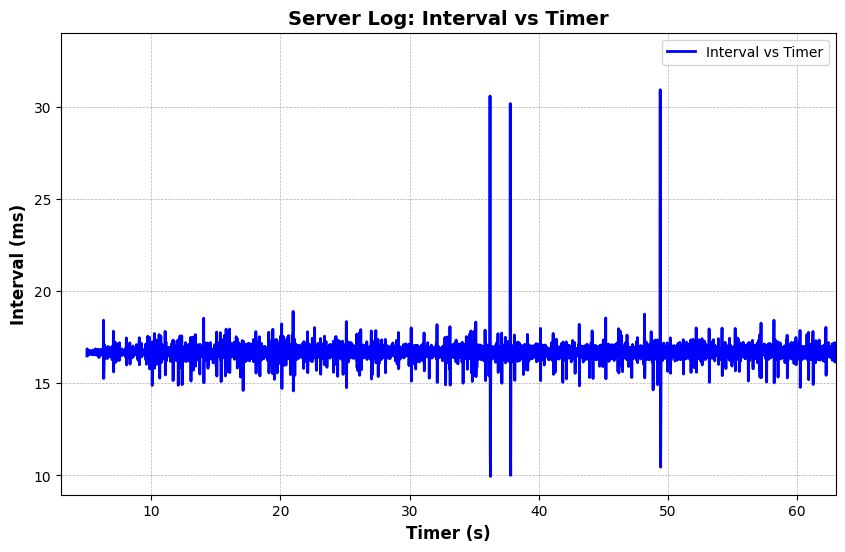 Server Log: Interval vs Timer
Interval vs Timer
30
25
20
15
10
Interval (ms)
10 20 30 40 50 60
Timer (s)